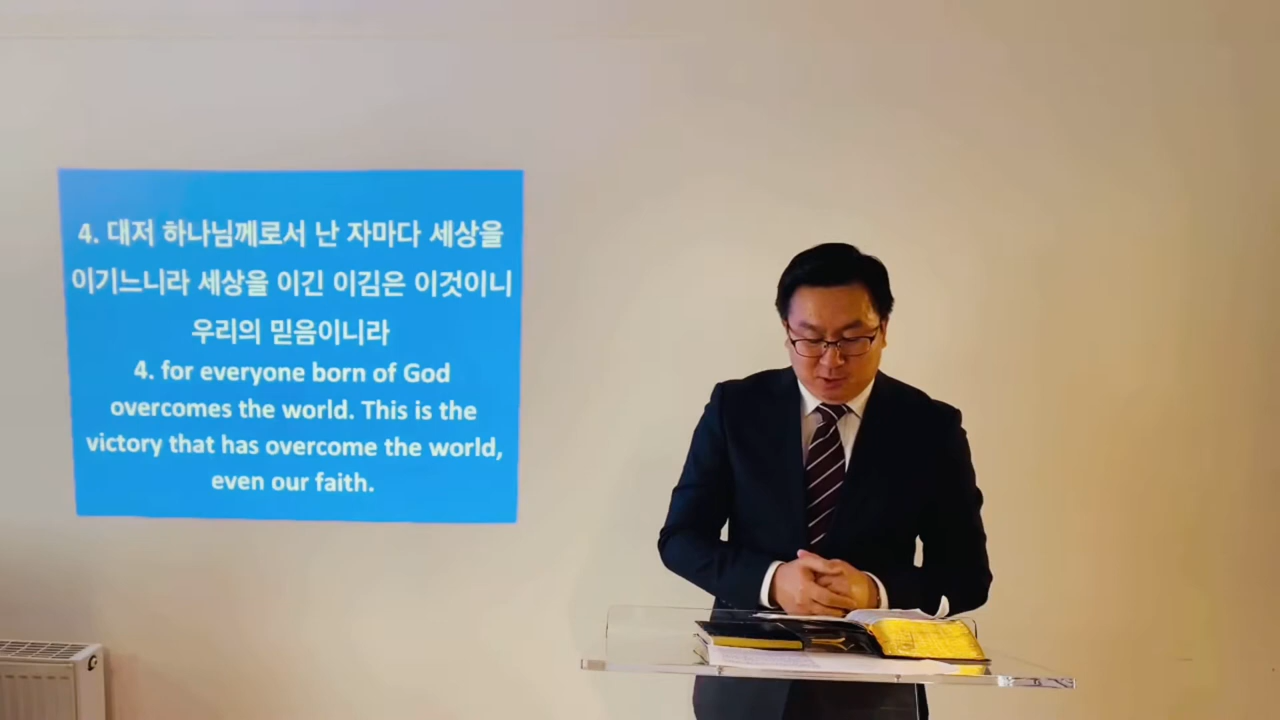 4. 대저 하나님께로서 난 자마다 세상을
이기느니라 세상을 이긴 이김은 이것이니
우리의 믿음이니라
4. for everyone born of God
overcomes the world. This is the
victory that has overcome the world,
even our faith.